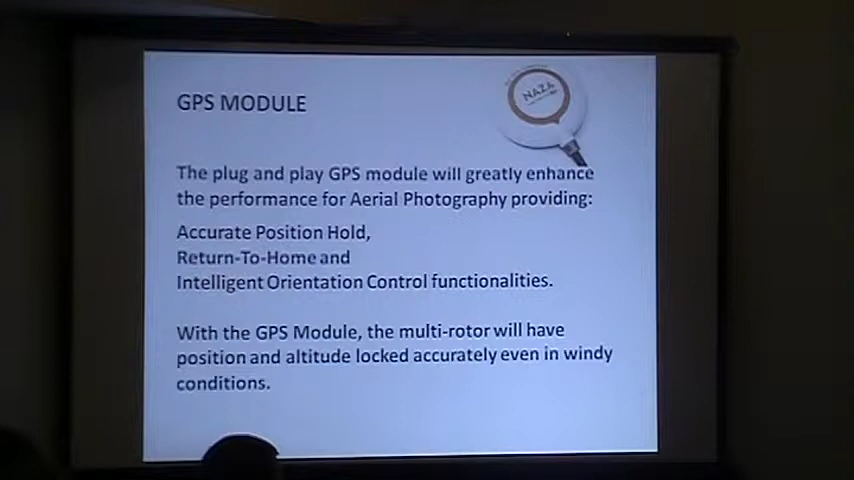 NAZA
GPS MODULE
The plug and play GPS module will greatly enhance
the performance for Aerial Photography providing:
Accurate Position Hold,
Return-To-Home and
Intelligent Orientation Control functionalities.
With the GPS Module, the multi-rotor will have
position and altitude locked accurately even in windy
conditions.